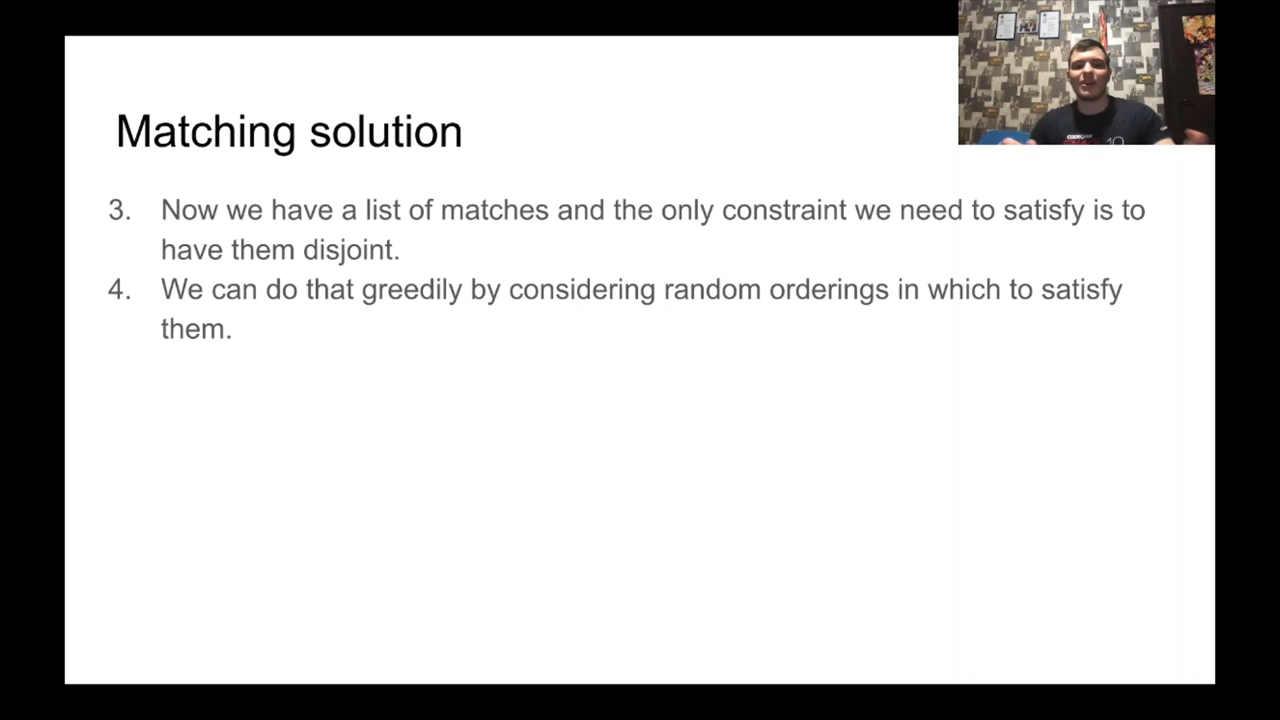 Matching solution
3. Now we have a list of matches and the only constraint we need to satisfy is to
have them disjoint.
4. We can do that greedily by considering random orderings in which to satisfy
them.